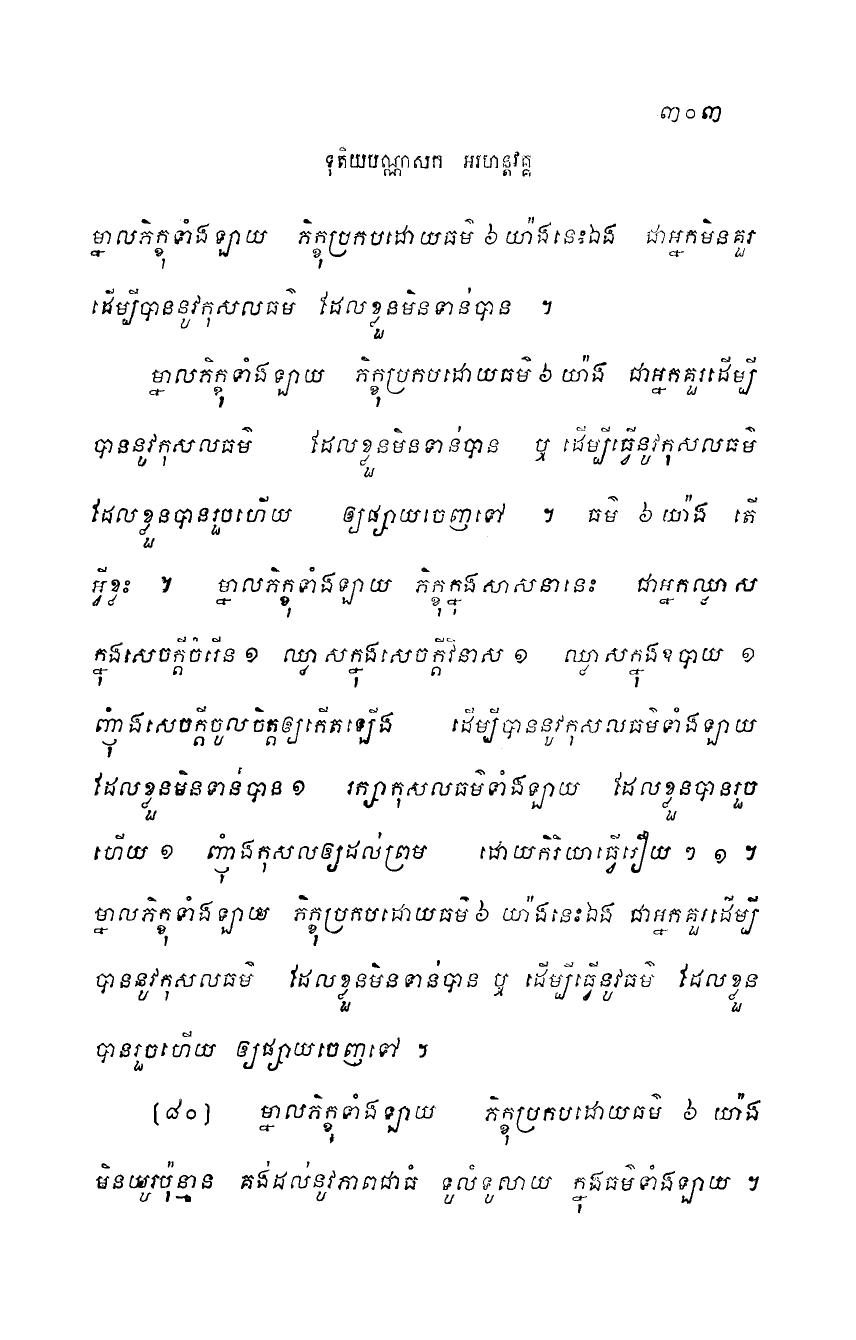 ៣០៣
ទុតិយបណ្ណាសក អរហន្តវគ្គ
ម្នាលភិក្ខុទាំងឡាយ ភិក្ខុប្រកបដោយធម៌ ៦ យ៉ាងនេះឯង ជាអ្នកមិនគួរ
ដើម្បីបាននូវកុសលធម៌ ដែលខ្លួនមិនទាន់បាន ។
ម្នាលភិក្ខុទាំងឡាយ ភិក្ខុប្រកបដោយធម៌ ៦ យ៉ាង ជាអ្នកគួរដើម្បី
បាននូវកុសលធម៌ ដែលខ្លួនមិនទាន់បាន ឬ ដើម្បីធ្វើនូវកុសលធម៌
ដែលខ្លួនបានរួចហើយ ឲ្យផ្សាយចេញទៅ ។ ធម៌ ៦ យ៉ាង តើ
អ្វីខ្លះ ។ ម្នាលភិក្ខុទាំងឡាយ ភិក្ខុក្នុងសាសនានេះ ជាអ្នកឈ្លាស
ក្នុងសេចក្តីចំរើន ១ ឈ្លាសក្នុងសេចក្តីវិនាស ១ ឈ្លាសក្នុងឧបាយ ១
ញុំាងសេចក្តីចូលចិត្តឲ្យកើតឡើង ដើម្បីបាននូវកុសលធម៌ទាំងឡាយ
ដែលខ្លួនមិនទាន់បាន ១ រក្សាកុសលធម៌ទាំងឡាយ ដែលខ្លួនបានរួច
ហើយ ១ ញុំាងកុសលឲ្យដល់ព្រម ដោយកិរិយាធ្វើរឿយ ៗ ១ ។
ម្នាលភិក្ខុទាំងឡាយ ភិក្ខុប្រកបដោយធម៌ ៦ យ៉ាងនេះឯង ជាអ្នកគួរដើម្បី
បាននូវកុសលធម៌ ដែលខ្លួនមិនទាន់បាន ឬ ដើម្បីធ្វើនូវធម៌ ដែលខ្លួន
បានរួចហើយ ឲ្យផ្សាយចេញទៅ ។
[៨០] ម្នាលភិក្ខុទាំងឡាយ ភិក្ខុប្រកបដោយធម៌ ៦ យ៉ាង
មិនយូរប៉ុន្មាន គង់ដល់នូវភាពជាធំ ទូលំទូលាយ ក្នុងធម៌ទាំងឡាយ ។